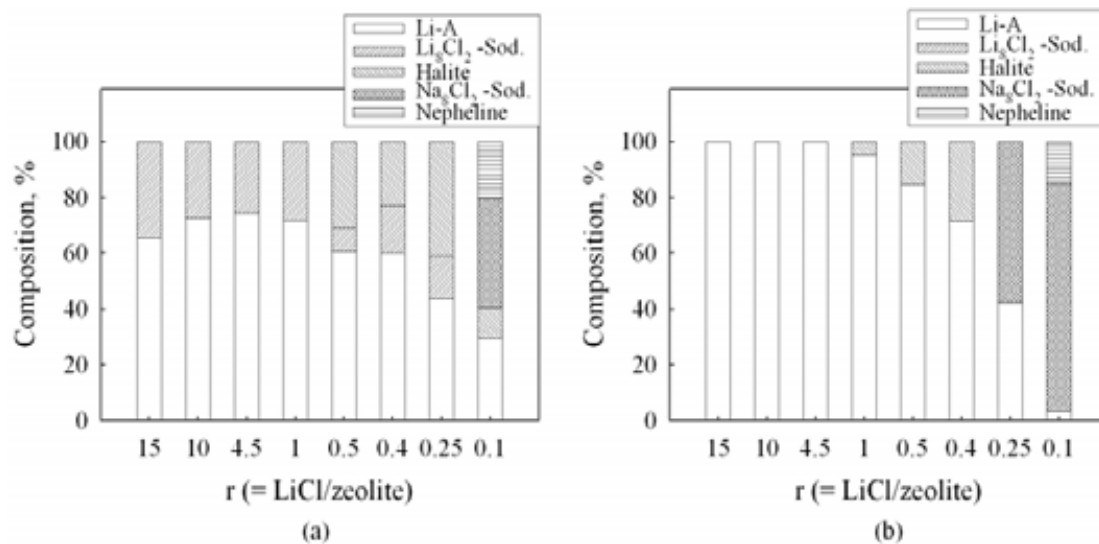 Li-A
Li₈Cl₂ -Sod.
Halite
Na₈Cl₂ -Sod.
Nepheline
Composition, %
100
80
60
40
20
0
15 10 4.5 1 0.5 0.4 0.25 0.1
r (= LiCl/zeolite)
(a)
Li-A
Li₈Cl₂ -Sod.
Halite
Na₈Cl₂ -Sod.
Nepheline
Composition, %
100
80
60
40
20
0
15 10 4.5 1 0.5 0.4 0.25 0.1
r (= LiCl/zeolite)
(b)